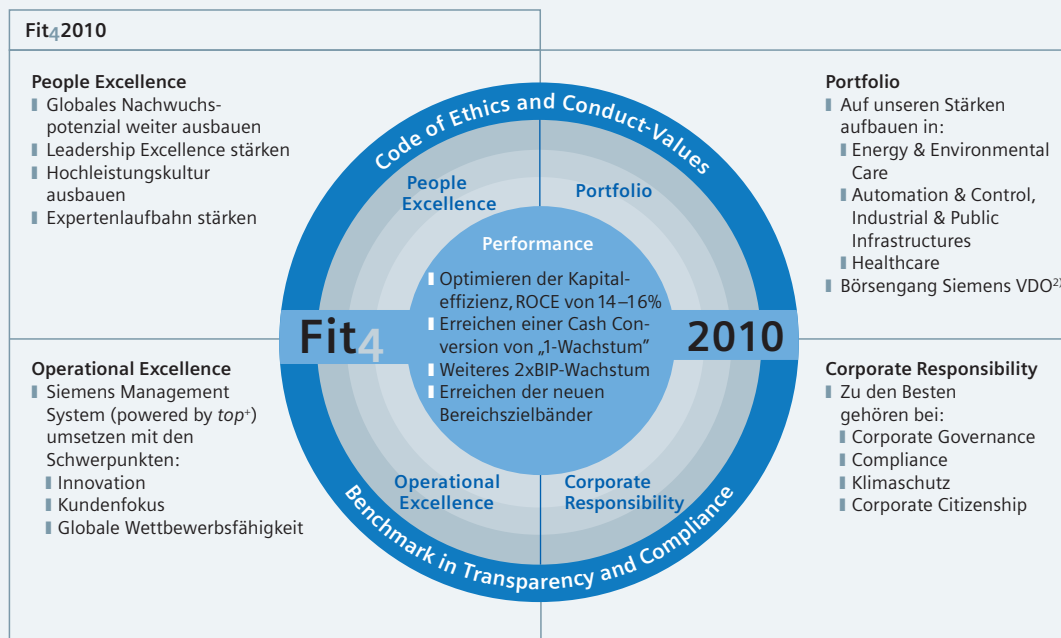 Fit42010
People Excellence
Globales Nachwuchs-
potenzial weiter ausbauen
Leadership Excellence stärken
Hochleistungskultur
ausbauen
Expertenlaufbahn stärken
Portfolio
Auf unseren Stärken
aufbauen in:
Energy & Environmental
Care
Automation & Control,
Industrial & Public
Infrastructures
Healthcare
Börsengang Siemens VDO²⁾
Code of Ethics and Conduct-Values
People
Excellence
Portfolio
Performance
Optimieren der Kapital-
effizienz, ROCE von 14–16%
Erreichen einer Cash Con-
version von „1-Wachstum”
Weiteres 2xBIP-Wachstum
Erreichen der neuen
Bereichszielbänder
Fit4
2010
Operational
Excellence
Corporate
Responsibility
Benchmark in Transparency and Compliance
Operational Excellence
Siemens Management
System (powered by top⁺)
umsetzen mit den
Schwerpunkten:
Innovation
Kundenfokus
Globale Wettbewerbsfähigkeit
Corporate Responsibility
Zu den Besten
gehören bei:
Corporate Governance
Compliance
Klimaschutz
Corporate Citizenship